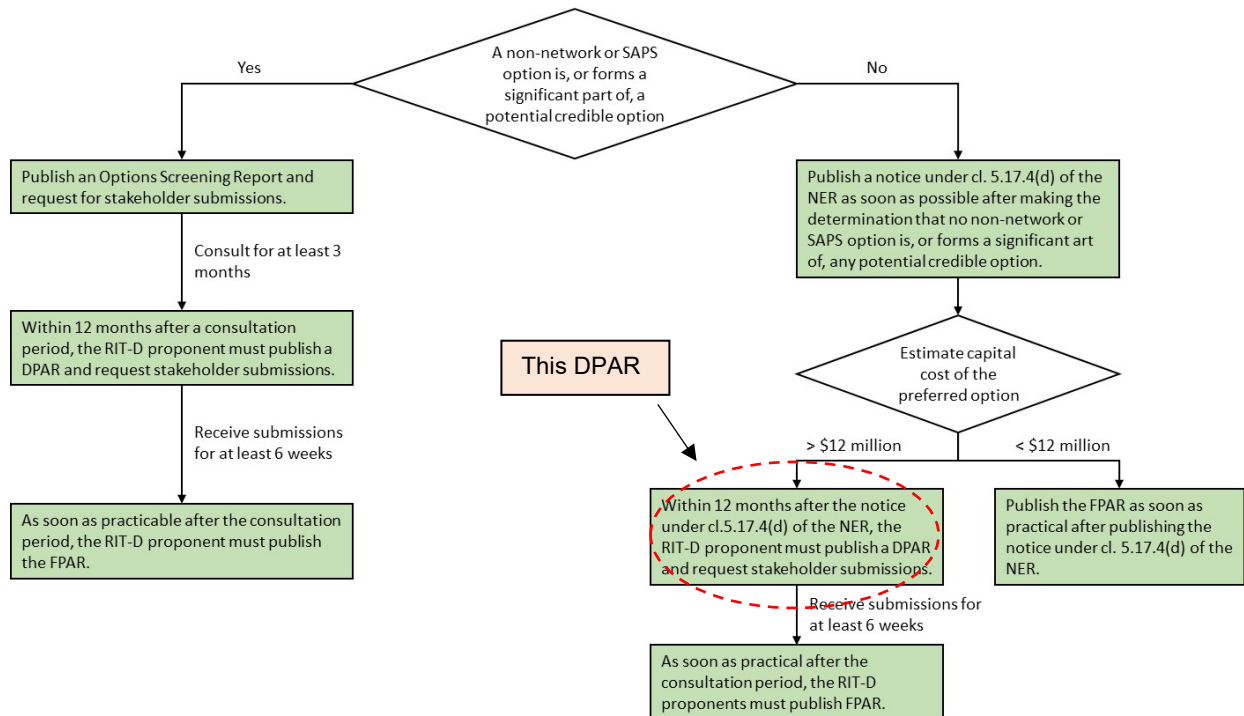 A non-network or SAPS
option is, or forms a
significant part of, a
potential credible option
Yes
No
Publish an Options Screening Report and
request for stakeholder submissions.
Consult for at least 3
months
Within 12 months after a consultation
period, the RIT-D proponent must publish a
DPAR and request stakeholder submissions.
Receive submissions
for at least 6 weeks
As soon as practicable after the consultation
period, the RIT-D proponent must publish
the FPAR.
Publish a notice under cl. 5.17.4(d) of the
NER as soon as possible after making the
determination that no non-network or
SAPS option is, or forms a significant art
of, any potential credible option.
Estimate capital
cost of the
preferred option
This DPAR
> $12 million
< $12 million
Within 12 months after the notice
under cl.5.17.4(d) of the NER, the
RIT-D proponent must publish a DPAR
and request stakeholder submissions.
Receive submissions for
at least 6 weeks
As soon as practical after the
consultation period, the RIT-D
proponents must publish FPAR.
Publish the FPAR as soon as
practical after publishing the
notice under cl. 5.17.4(d) of the
NER.